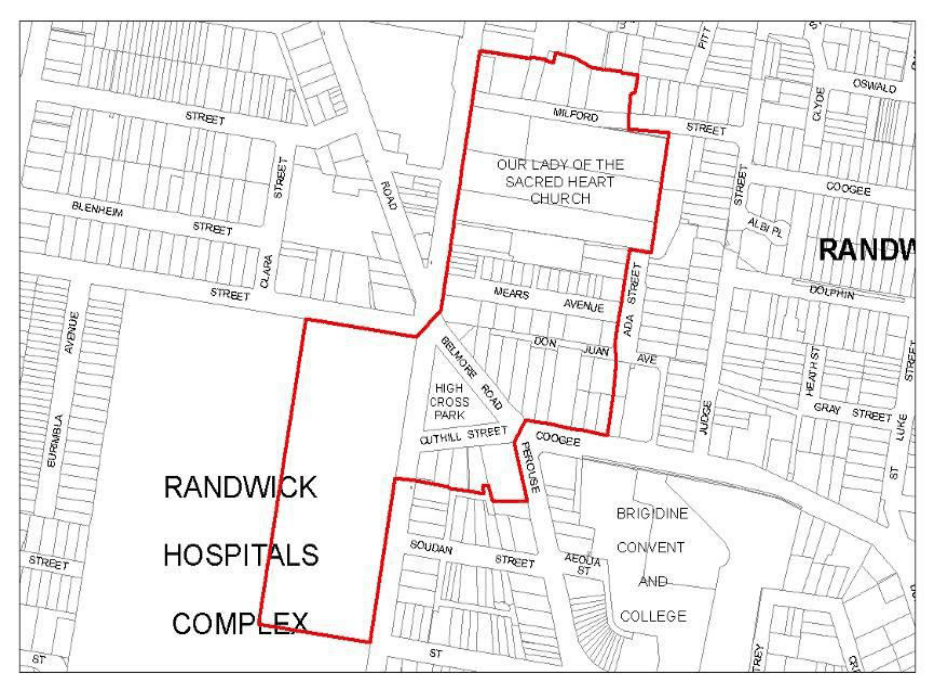 PITT
ST
OSWALD
CLYDE
STREET
MILFORD
STREET
OUR LADY OF THE
SACRED HEART
CHURCH
STREET
ROAD
STREET
COOGEE
BLENHEIM
STREET
ALBI PL
RANDW
CLARA
STREET
MEARS
AVENUE
ADA STREET
DOLPHIN
AVENUE
DON
JUAN
AVE
BELMORE ROAD
HIGH
CROSS
PARK
HEATH ST
STREET
GRAY STREET
LUKE
JUDGE
CUTHILL STREET
COOGEE
EURIMBLA
PEROUSE
ST
RANDWICK
HOSPITALS
COMPLEX
BRIGIDINE
CONVENT
AND
COLLEGE
SOUDAN
STREET
AEOLIA
ST
STREET
ST
ST
TREY